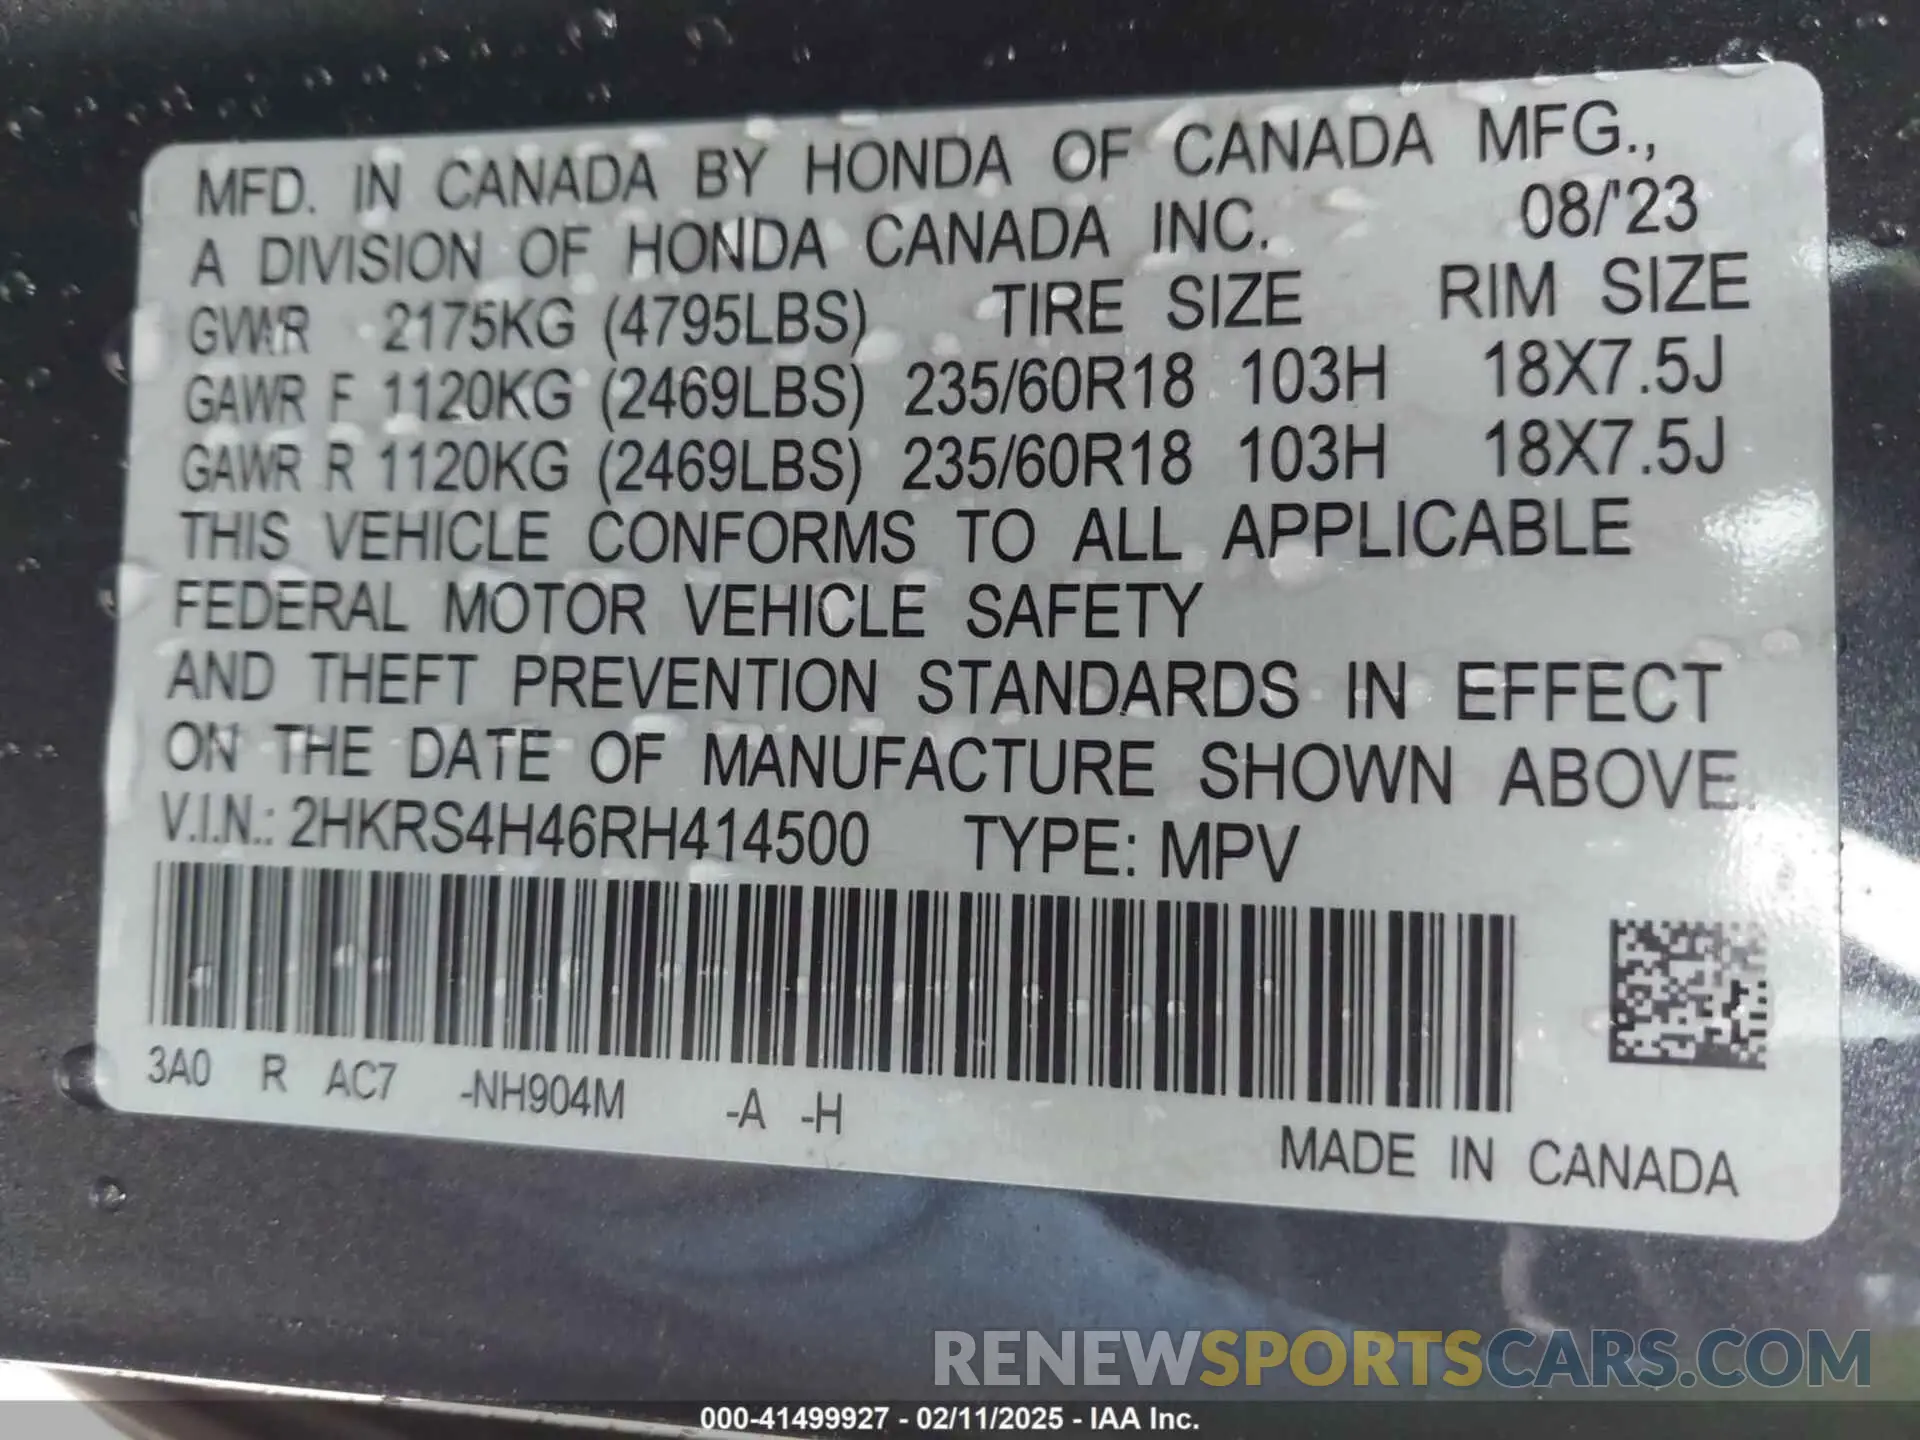 MFD. IN CANADA BY HONDA OF CANADA MFG.,
A DIVISION OF HONDA CANADA INC. 08/'23
GVWR 2175KG (4795LBS) TIRE SIZE RIM SIZE
GAWR F 1120KG (2469LBS) 235/60R18 103H 18X7.5J
GAWR R 1120KG (2469LBS) 235/60R18 103H 18X7.5J
THIS VEHICLE CONFORMS TO ALL APPLICABLE
FEDERAL MOTOR VEHICLE SAFETY
AND THEFT PREVENTION STANDARDS IN EFFECT
ON THE DATE OF MANUFACTURE SHOWN ABOVE.
V.I.N.: 2HKRS4H46RH414500 TYPE: MPV
3A0 R AC7 -NH904M -A -H
MADE IN CANADA
RENEWSPORTSCARS.COM
000-41499927 - 02/11/2025 - IAA Inc.